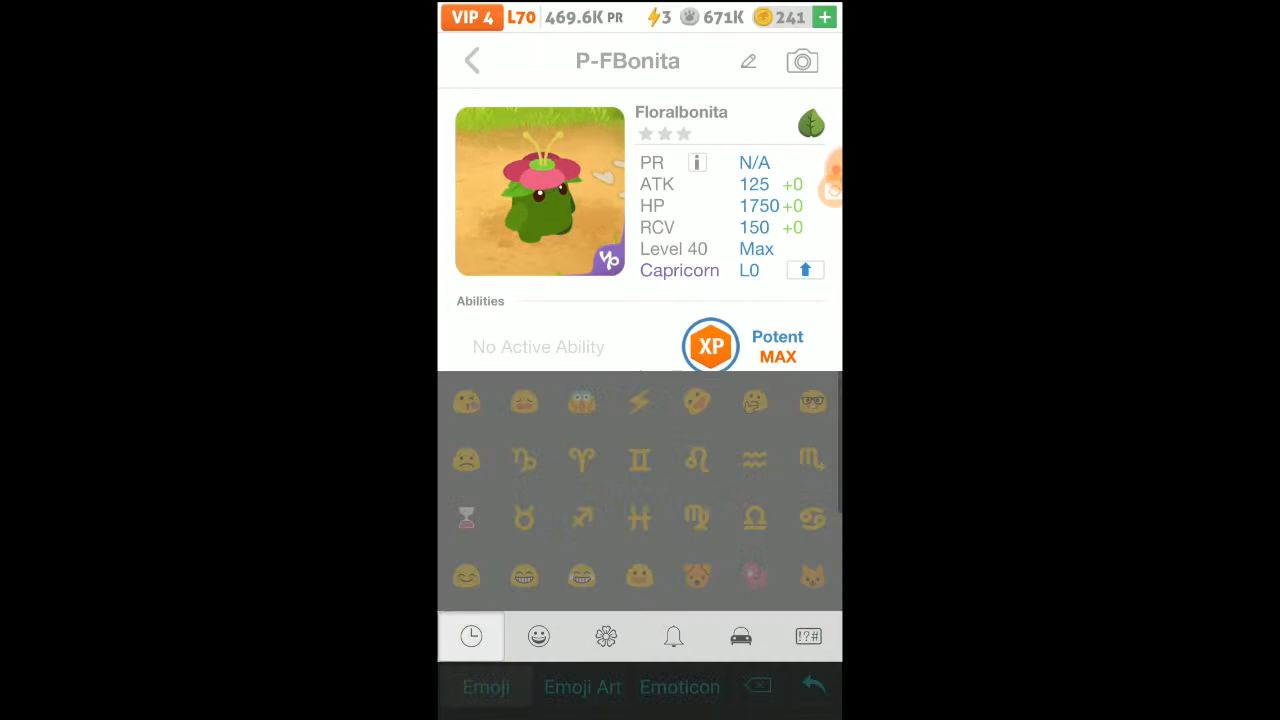 VIP 4 L70 469.6K PR 3 671K 241 +
P-FBonita
Floralbonita
PR i N/A
ATK 125 +0
HP 1750 +0
RCV 150 +0
Level 40 Max
Capricorn L0
Abilities
No Active Ability XP Potent
MAX
!?#
Emoji Emoji Art Emoticon